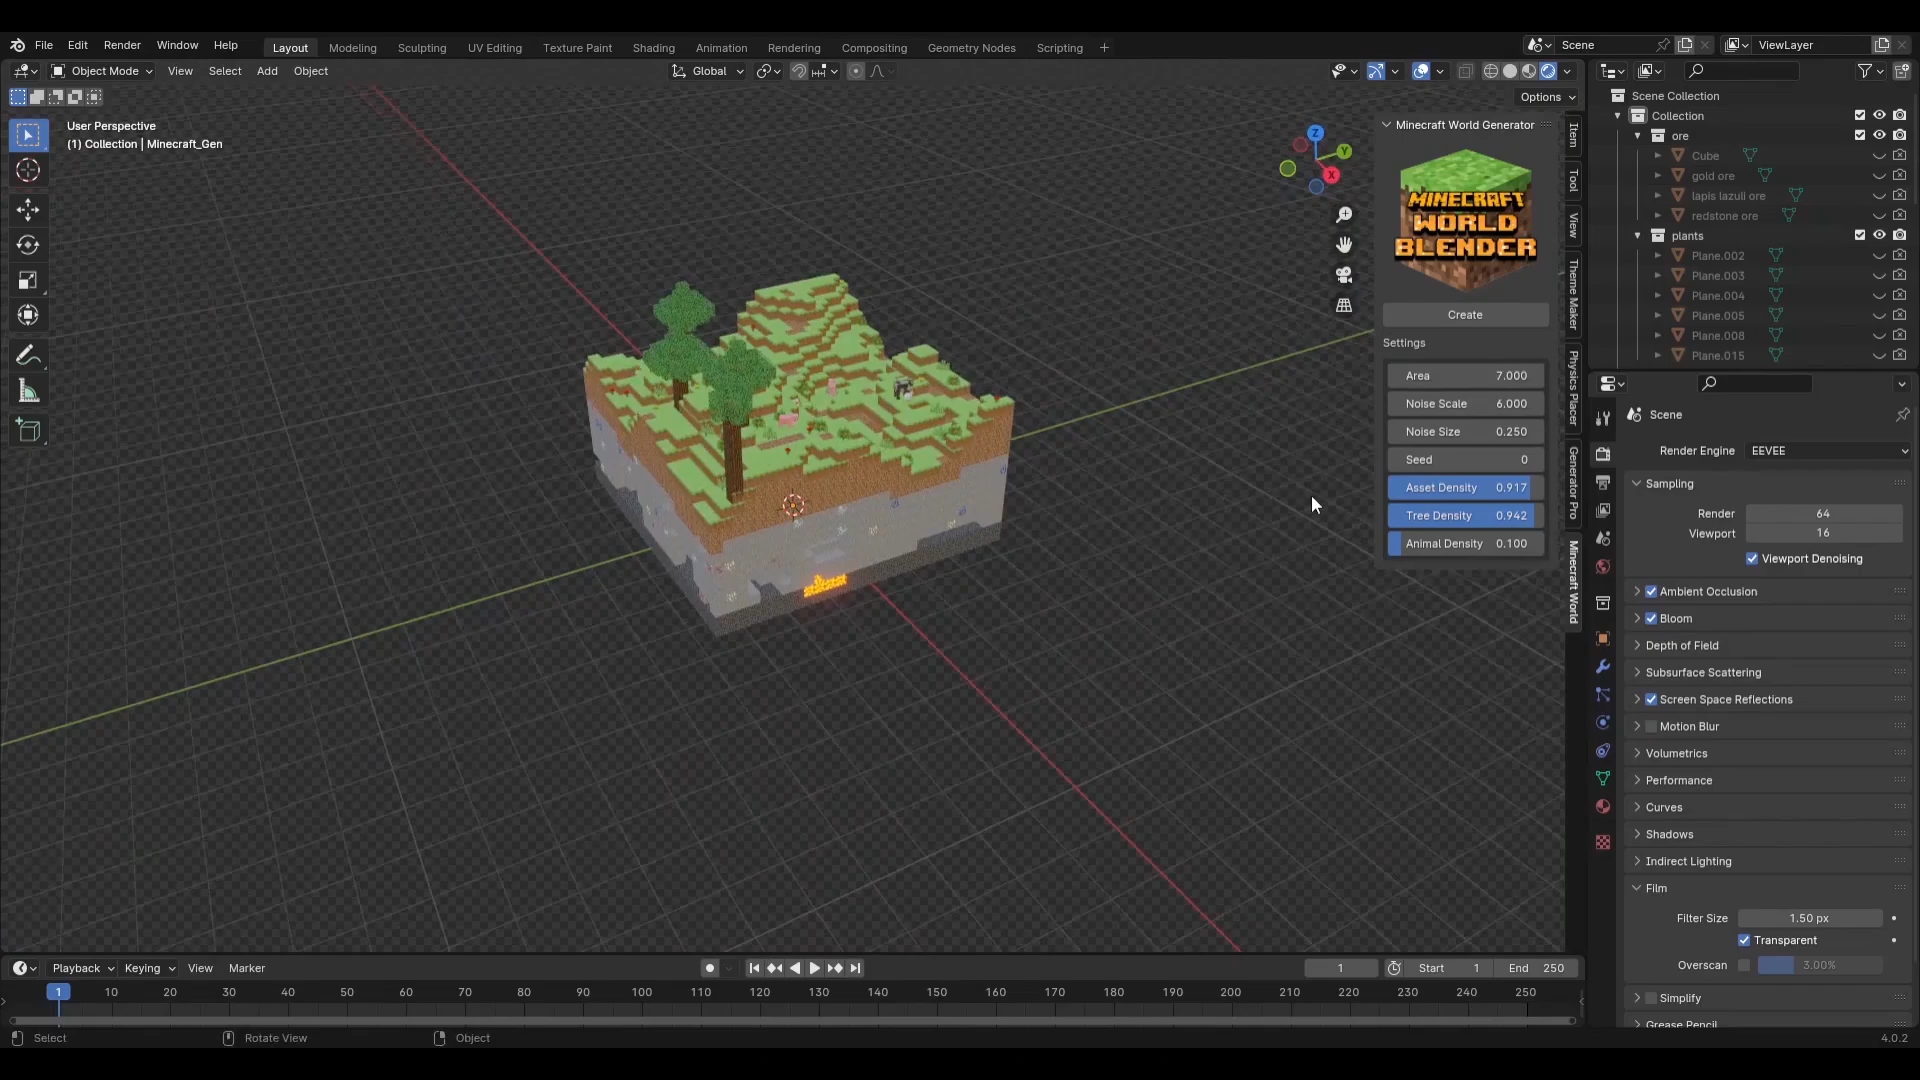 File Edit Render Window Help Layout Modeling Sculpting UV Editing Texture Paint Shading Animation Rendering Compositing Geometry Nodes Scripting + Scene ViewLayer
Object Mode View Select Add Object Global
Options
User Perspective
(1) Collection | Minecraft_Gen
Z
Y
X
Minecraft World Generator
MINECRAFT
WORLD
BLENDER
Create
Settings
Area 7.000
Noise Scale 6.000
Noise Size 0.250
Seed 0
Asset Density 0.917
Tree Density 0.942
Animal Density 0.100
Item
Tool
View
Theme Maker
Physics Placer
Generator Pro
Minecraft World
Scene Collection
Collection
ore
Cube
gold ore
lapis lazuli ore
redstone ore
plants
Plane.002
Plane.003
Plane.004
Plane.005
Plane.008
Plane.015
Scene
Render Engine EEVEE
Sampling
Render 64
Viewport 16
Viewport Denoising
Ambient Occlusion
Bloom
Depth of Field
Subsurface Scattering
Screen Space Reflections
Motion Blur
Volumetrics
Performance
Curves
Shadows
Indirect Lighting
Film
Filter Size 1.50 px
Transparent
Overscan 3.00%
Simplify
Grease Pencil
Playback Keying View Marker 1 Start 1 End 250
1 10 20 30 40 50 60 70 80 90 100 110 120 130 140 150 160 170 180 190 200 210 220 230 240 250
Select Rotate View Object 4.0.2